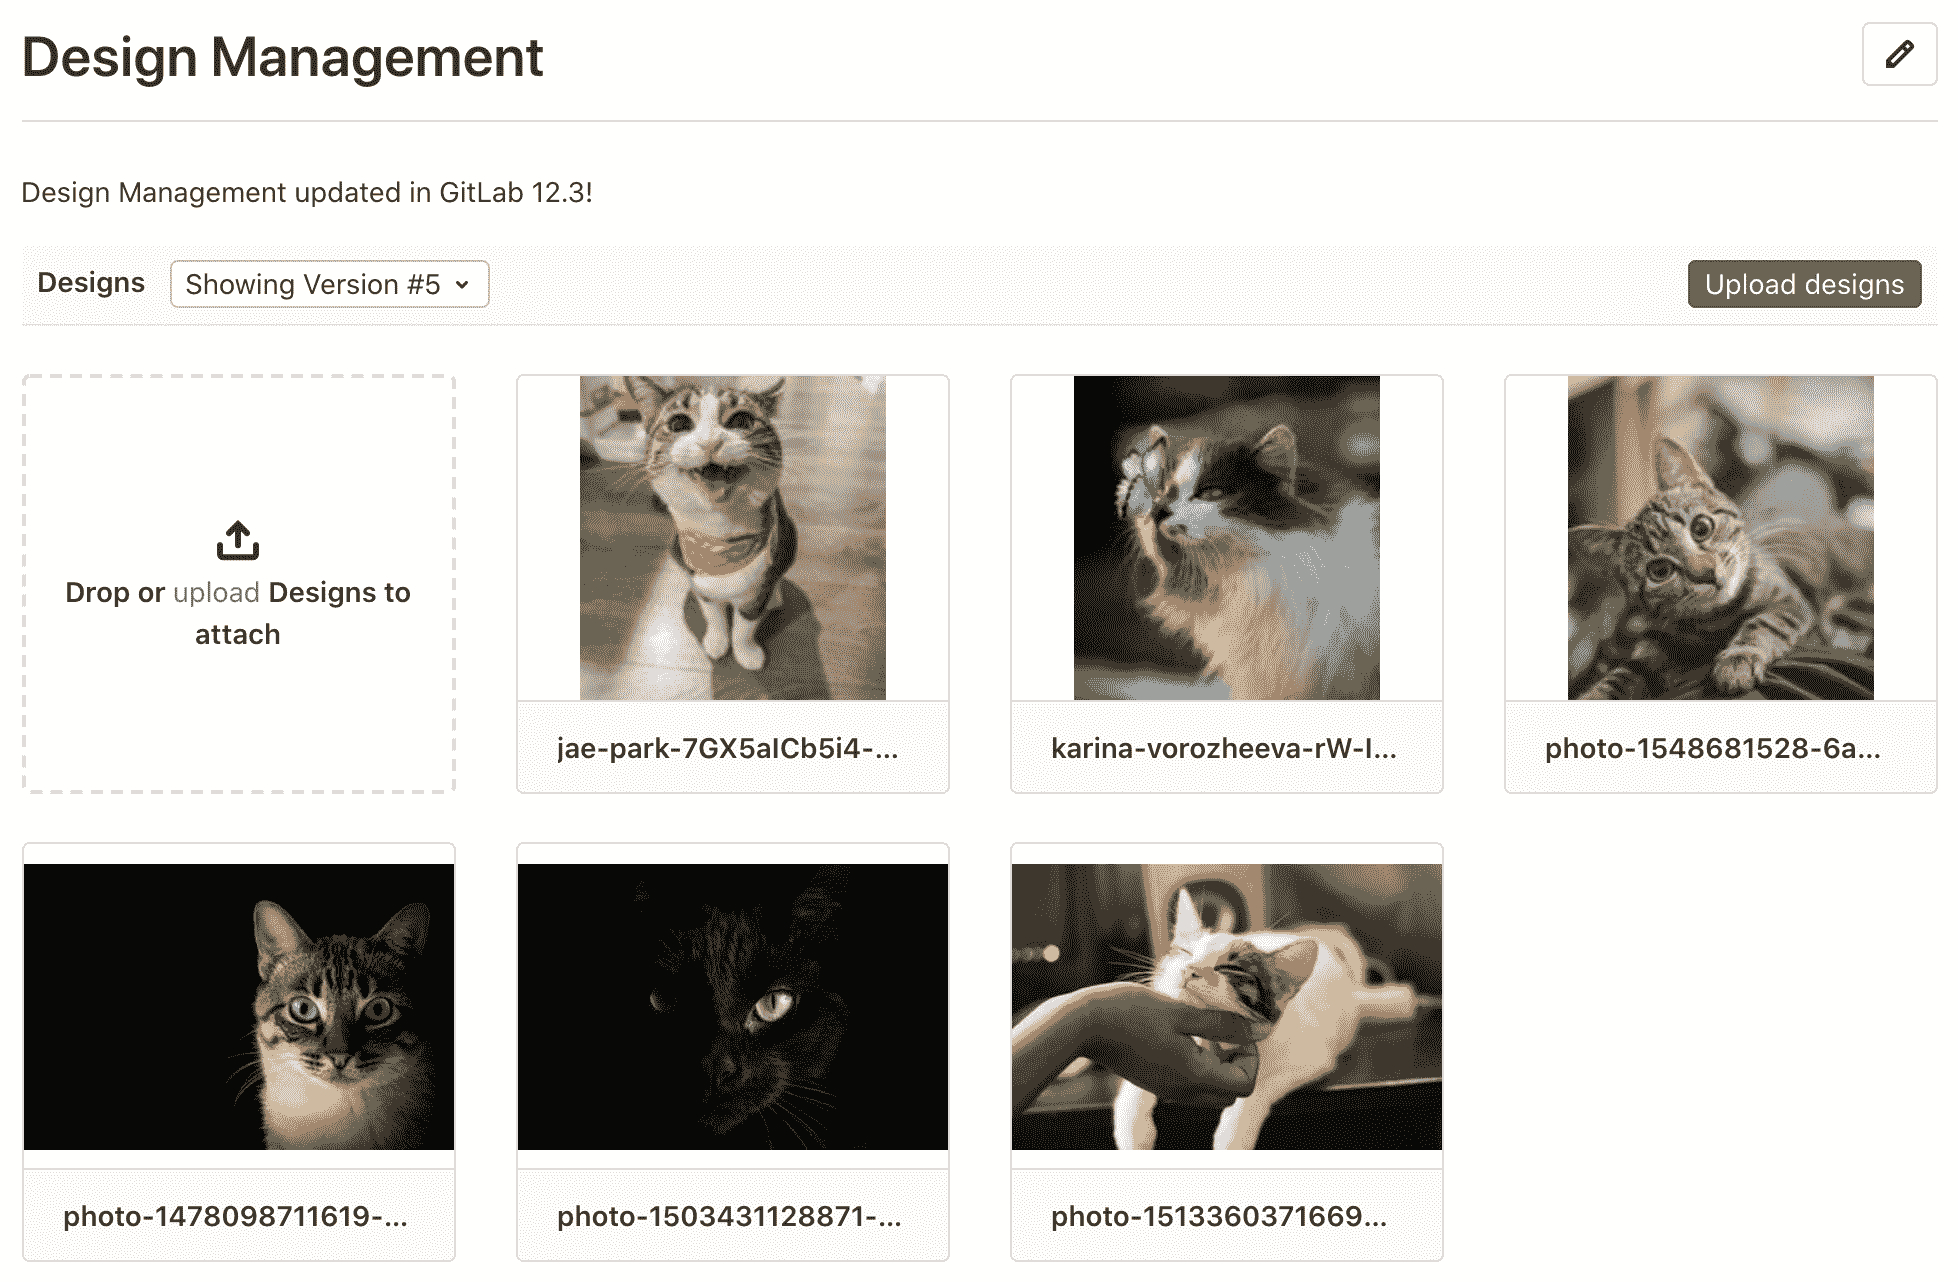 Design Management
Design Management updated in GitLab 12.3!
Designs
Showing Version #5
Upload designs
Drop or upload Designs to
attach
jae-park-7GX5aICb5i4-...
karina-vorozheeva-rW-I...
photo-1548681528-6a...
photo-1478098711619-...
photo-1503431128871-...
photo-1513360371669...